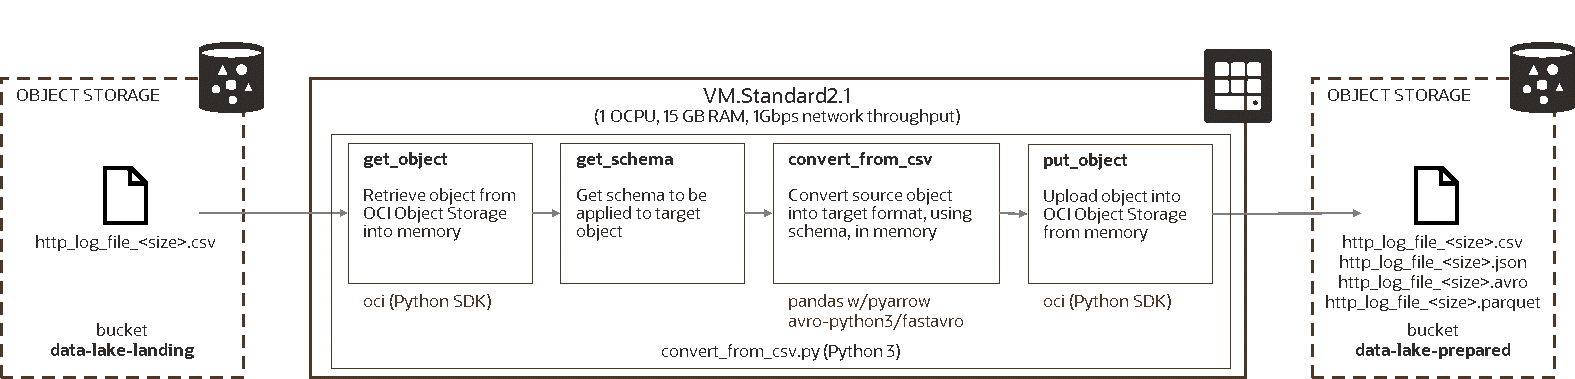 OBJECT STORAGE
http_log_file_<size>.csv
bucket
data-lake-landing
VM.Standard2.1
(1 OCPU, 15 GB RAM, 1Gbps network throughput)
get_object
Retrieve object from
OCI Object Storage
into memory
oci (Python SDK)
get_schema
Get schema to be
applied to target
object
convert_from_csv
Convert source object
into target format, using
schema, in memory
pandas w/pyarrow
avro-python3/fastavro
put_object
Upload object into
OCI Object Storage
from memory
oci (Python SDK)
convert_from_csv.py (Python 3)
OBJECT STORAGE
http_log_file_<size>.csv
http_log_file_<size>.json
http_log_file_<size>.avro
http_log_file_<size>.parquet
bucket
data-lake-prepared